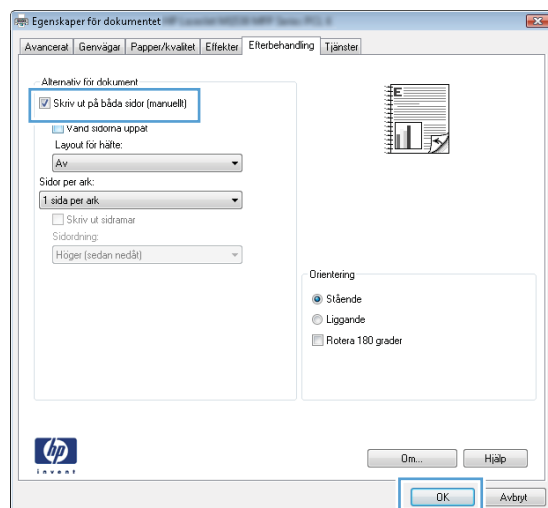 Egenskaper för dokumentet
Avancerat Genvägar Papper/kvalitet Effekter Efterbehandling Tjänster
Alternativ för dokument
Skriv ut på båda sidor (manuellt)
Vänd sidorna uppåt
Layout för häfte:
Av
Sidor per ark:
1 sida per ark
Skriv ut sidramar
Sidordning:
Höger (sedan nedåt)
E
Orientering
Stående
Liggande
Rotera 180 grader
hp
invent
Om... Hjälp
OK Avbryt